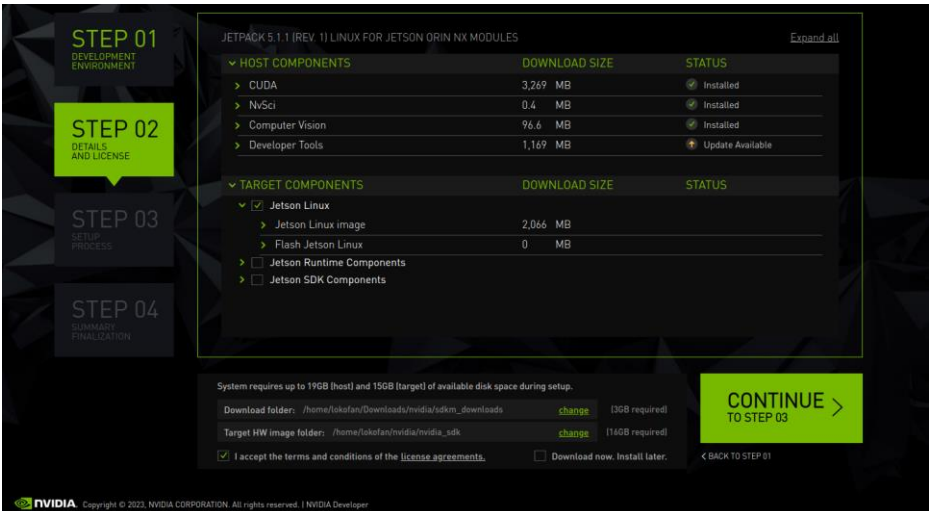 STEP 01
DEVELOPMENT
ENVIRONMENT
STEP 02
DETAILS
AND LICENSE
STEP 03
SETUP
PROCESS
STEP 04
SUMMARY
FINALIZATION
JETPACK 5.1.1 (REV. 1) LINUX FOR JETSON ORIN NX MODULES Expand all
HOST COMPONENTS DOWNLOAD SIZE STATUS
CUDA 3,269 MB Installed
NvSci 0.4 MB Installed
Computer Vision 96.6 MB Installed
Developer Tools 1,169 MB Update Available
TARGET COMPONENTS DOWNLOAD SIZE STATUS
Jetson Linux
Jetson Linux image 2,066 MB
Flash Jetson Linux 0 MB
Jetson Runtime Components
Jetson SDK Components
System requires up to 19GB (host) and 15GB (target) of available disk space during setup.
Download folder: /home/lokofan/Downloads/nvidia/sdkm_downloads change (3GB required)
Target HW image folder: /home/lokofan/nvidia/nvidia_sdk change (16GB required)
I accept the terms and conditions of the license agreements. Download now. Install later.
CONTINUE
TO STEP 03
< BACK TO STEP 01
NVIDIA. Copyright © 2023, NVIDIA CORPORATION. All rights reserved. | NVIDIA Developer